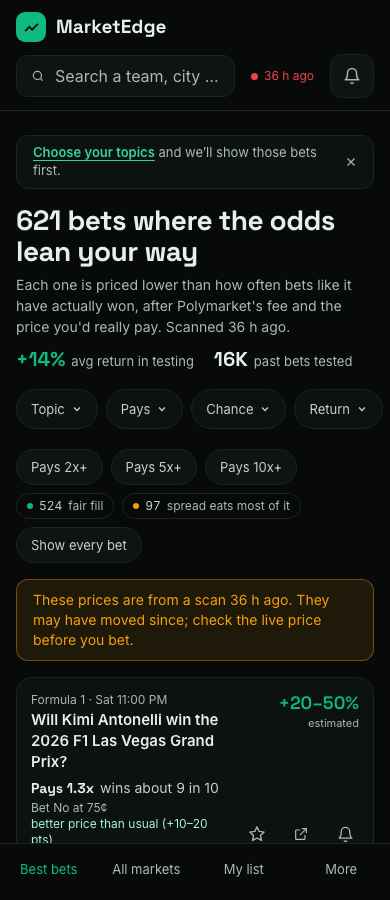 MarketEdge
Search a team, city ...
36 h ago
Choose your topics and we'll show those bets
first.
621 bets where the odds
lean your way
Each one is priced lower than how often bets like it
have actually won, after Polymarket's fee and the
price you'd really pay. Scanned 36 h ago.
+14% avg return in testing 16K past bets tested
Topic Pays Chance Return
Pays 2x+ Pays 5x+ Pays 10x+
524 fair fill 97 spread eats most of it
Show every bet
These prices are from a scan 36 h ago. They
may have moved since; check the live price
before you bet.
Formula 1 · Sat 11:00 PM
+20–50%
estimated
Will Kimi Antonelli win the
2026 F1 Las Vegas Grand
Prix?
Pays 1.3x wins about 9 in 10
Bet No at 75¢
better price than usual (+10–20
pts)
Best bets All markets My list More